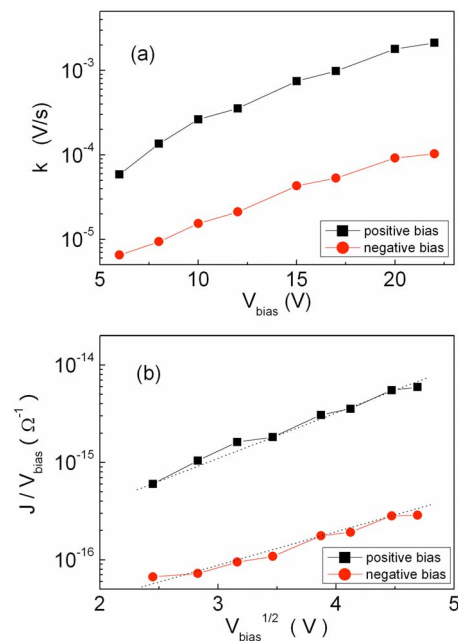 (a)
10⁻³
10⁻⁴
10⁻⁵
k (V/s)
5 10 15 20
V_bias (V)
positive bias
negative bias
(b)
10⁻¹⁴
10⁻¹⁵
10⁻¹⁶
J / V_bias ( Ω⁻¹ )
2 3 4 5
V_bias^1/2 ( V )
positive bias
negative bias